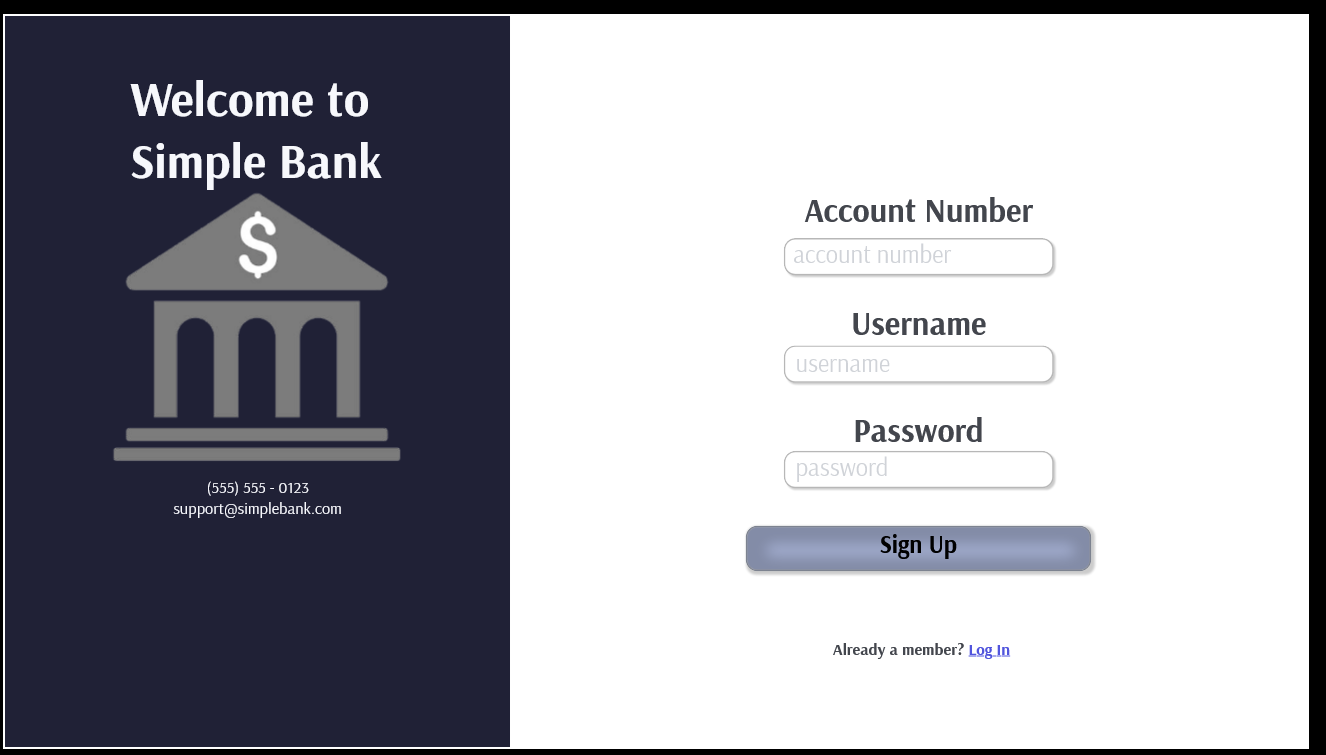 Welcome to
Simple Bank
$
(555) 555 - 0123
support@simplebank.com
Account Number
account number
Username
username
Password
password
Sign Up
Already a member? Log In